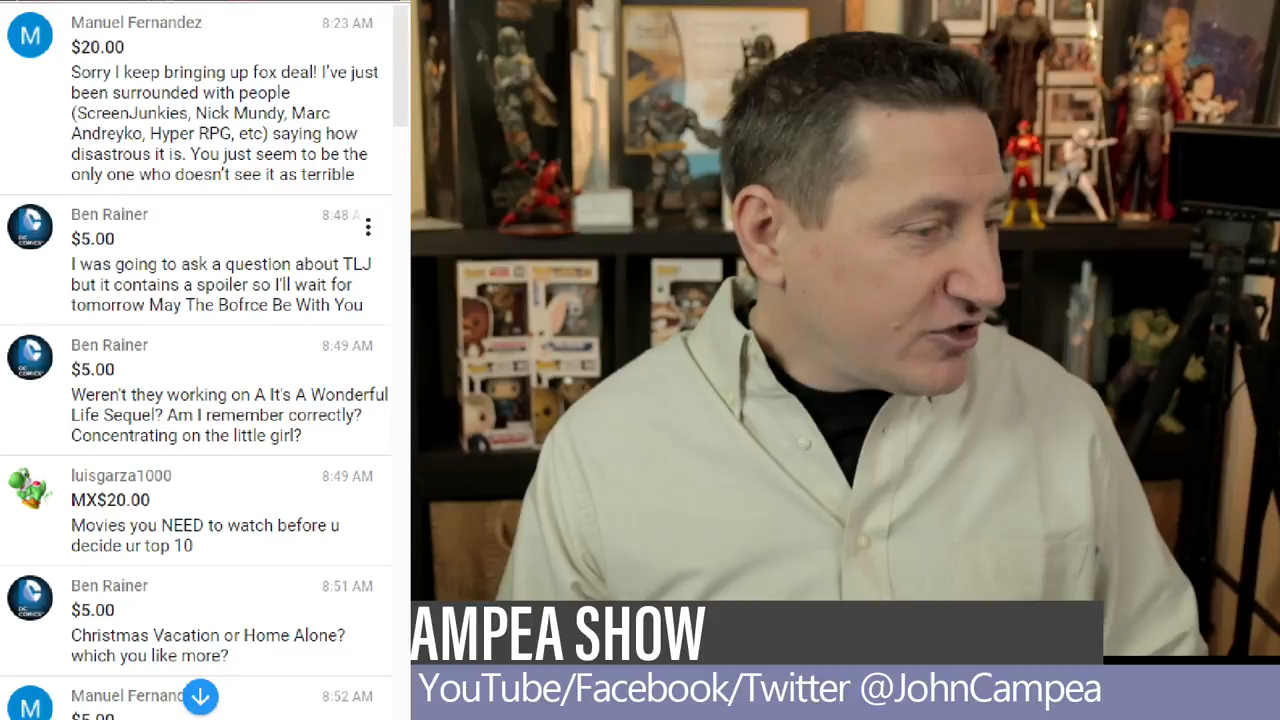 Manuel Fernandez 8:23 AM
$20.00
Sorry I keep bringing up fox deal! I've just
been surrounded with people
(ScreenJunkies, Nick Mundy, Marc
Andreyko, Hyper RPG, etc) saying how
disastrous it is. You just seem to be the
only one who doesn't see it as terrible
Ben Rainer 8:48 A
$5.00
I was going to ask a question about TLJ
but it contains a spoiler so I'll wait for
tomorrow May The Bofrce Be With You
Ben Rainer 8:49 AM
$5.00
Weren't they working on A It's A Wonderful
Life Sequel? Am I remember correctly?
Concentrating on the little girl?
luisgarza1000 8:49 AM
MX$20.00
Movies you NEED to watch before u
decide ur top 10
Ben Rainer 8:51 AM
$5.00
Christmas Vacation or Home Alone?
which you like more?
Manuel Fernand 8:52 AM
$5.00
AMPEA SHOW
YouTube/Facebook/Twitter @JohnCampea